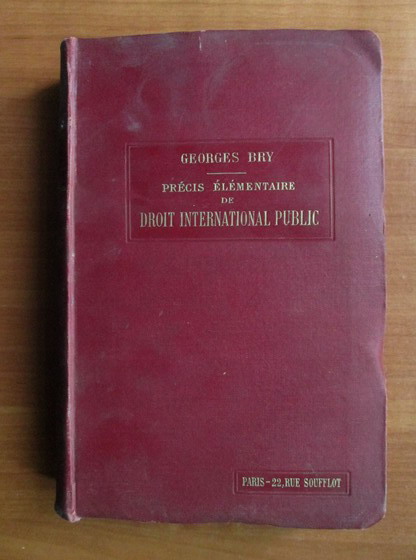 GEORGES BRY
PRÉCIS ÉLÉMENTAIRE
DE
DROIT INTERNATIONAL PUBLIC
PARIS-22, RUE SOUFFLOT